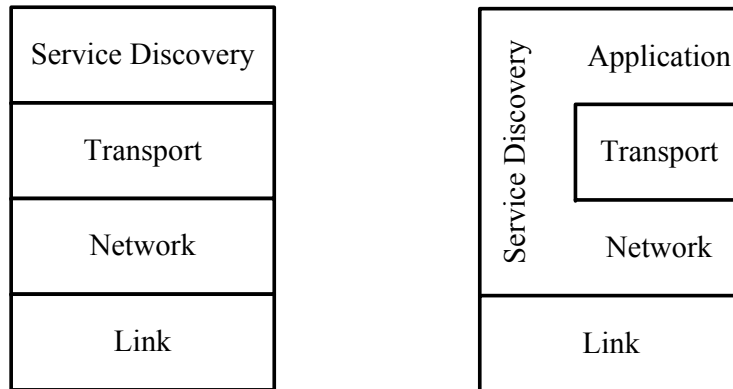 Service Discovery
Transport
Network
Link
Service Discovery
Application
Transport
Network
Link